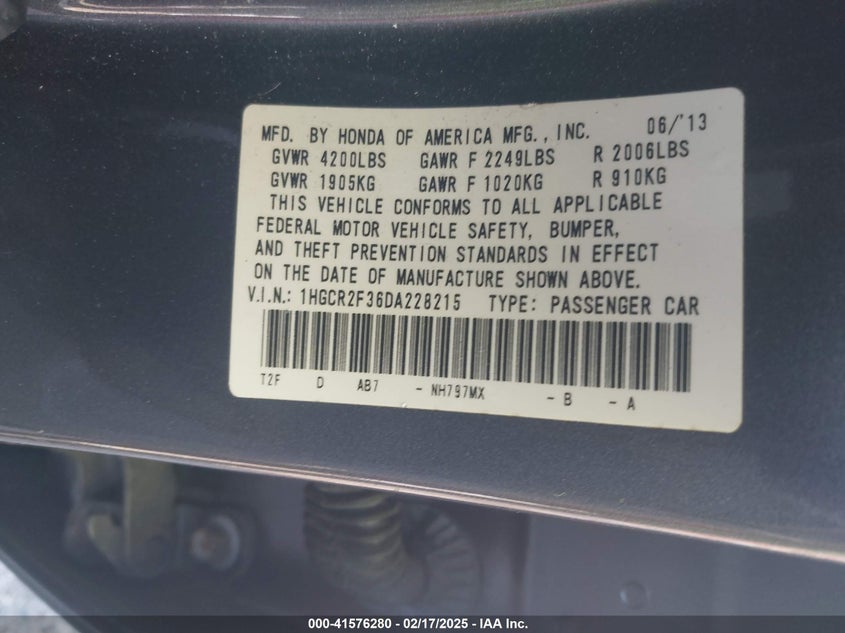 MFD. BY HONDA OF AMERICA MFG., INC. 06/'13
GVWR 4200LBS GAWR F 2249LBS R 2006LBS
GVWR 1905KG GAWR F 1020KG R 910KG
THIS VEHICLE CONFORMS TO ALL APPLICABLE
FEDERAL MOTOR VEHICLE SAFETY, BUMPER,
AND THEFT PREVENTION STANDARDS IN EFFECT
ON THE DATE OF MANUFACTURE SHOWN ABOVE.
V.I.N.: 1HGCR2F36DA228215 TYPE: PASSENGER CAR
T2F D AB7 - NH797MX - B - A
000-41576280 - 02/17/2025 - IAA Inc.